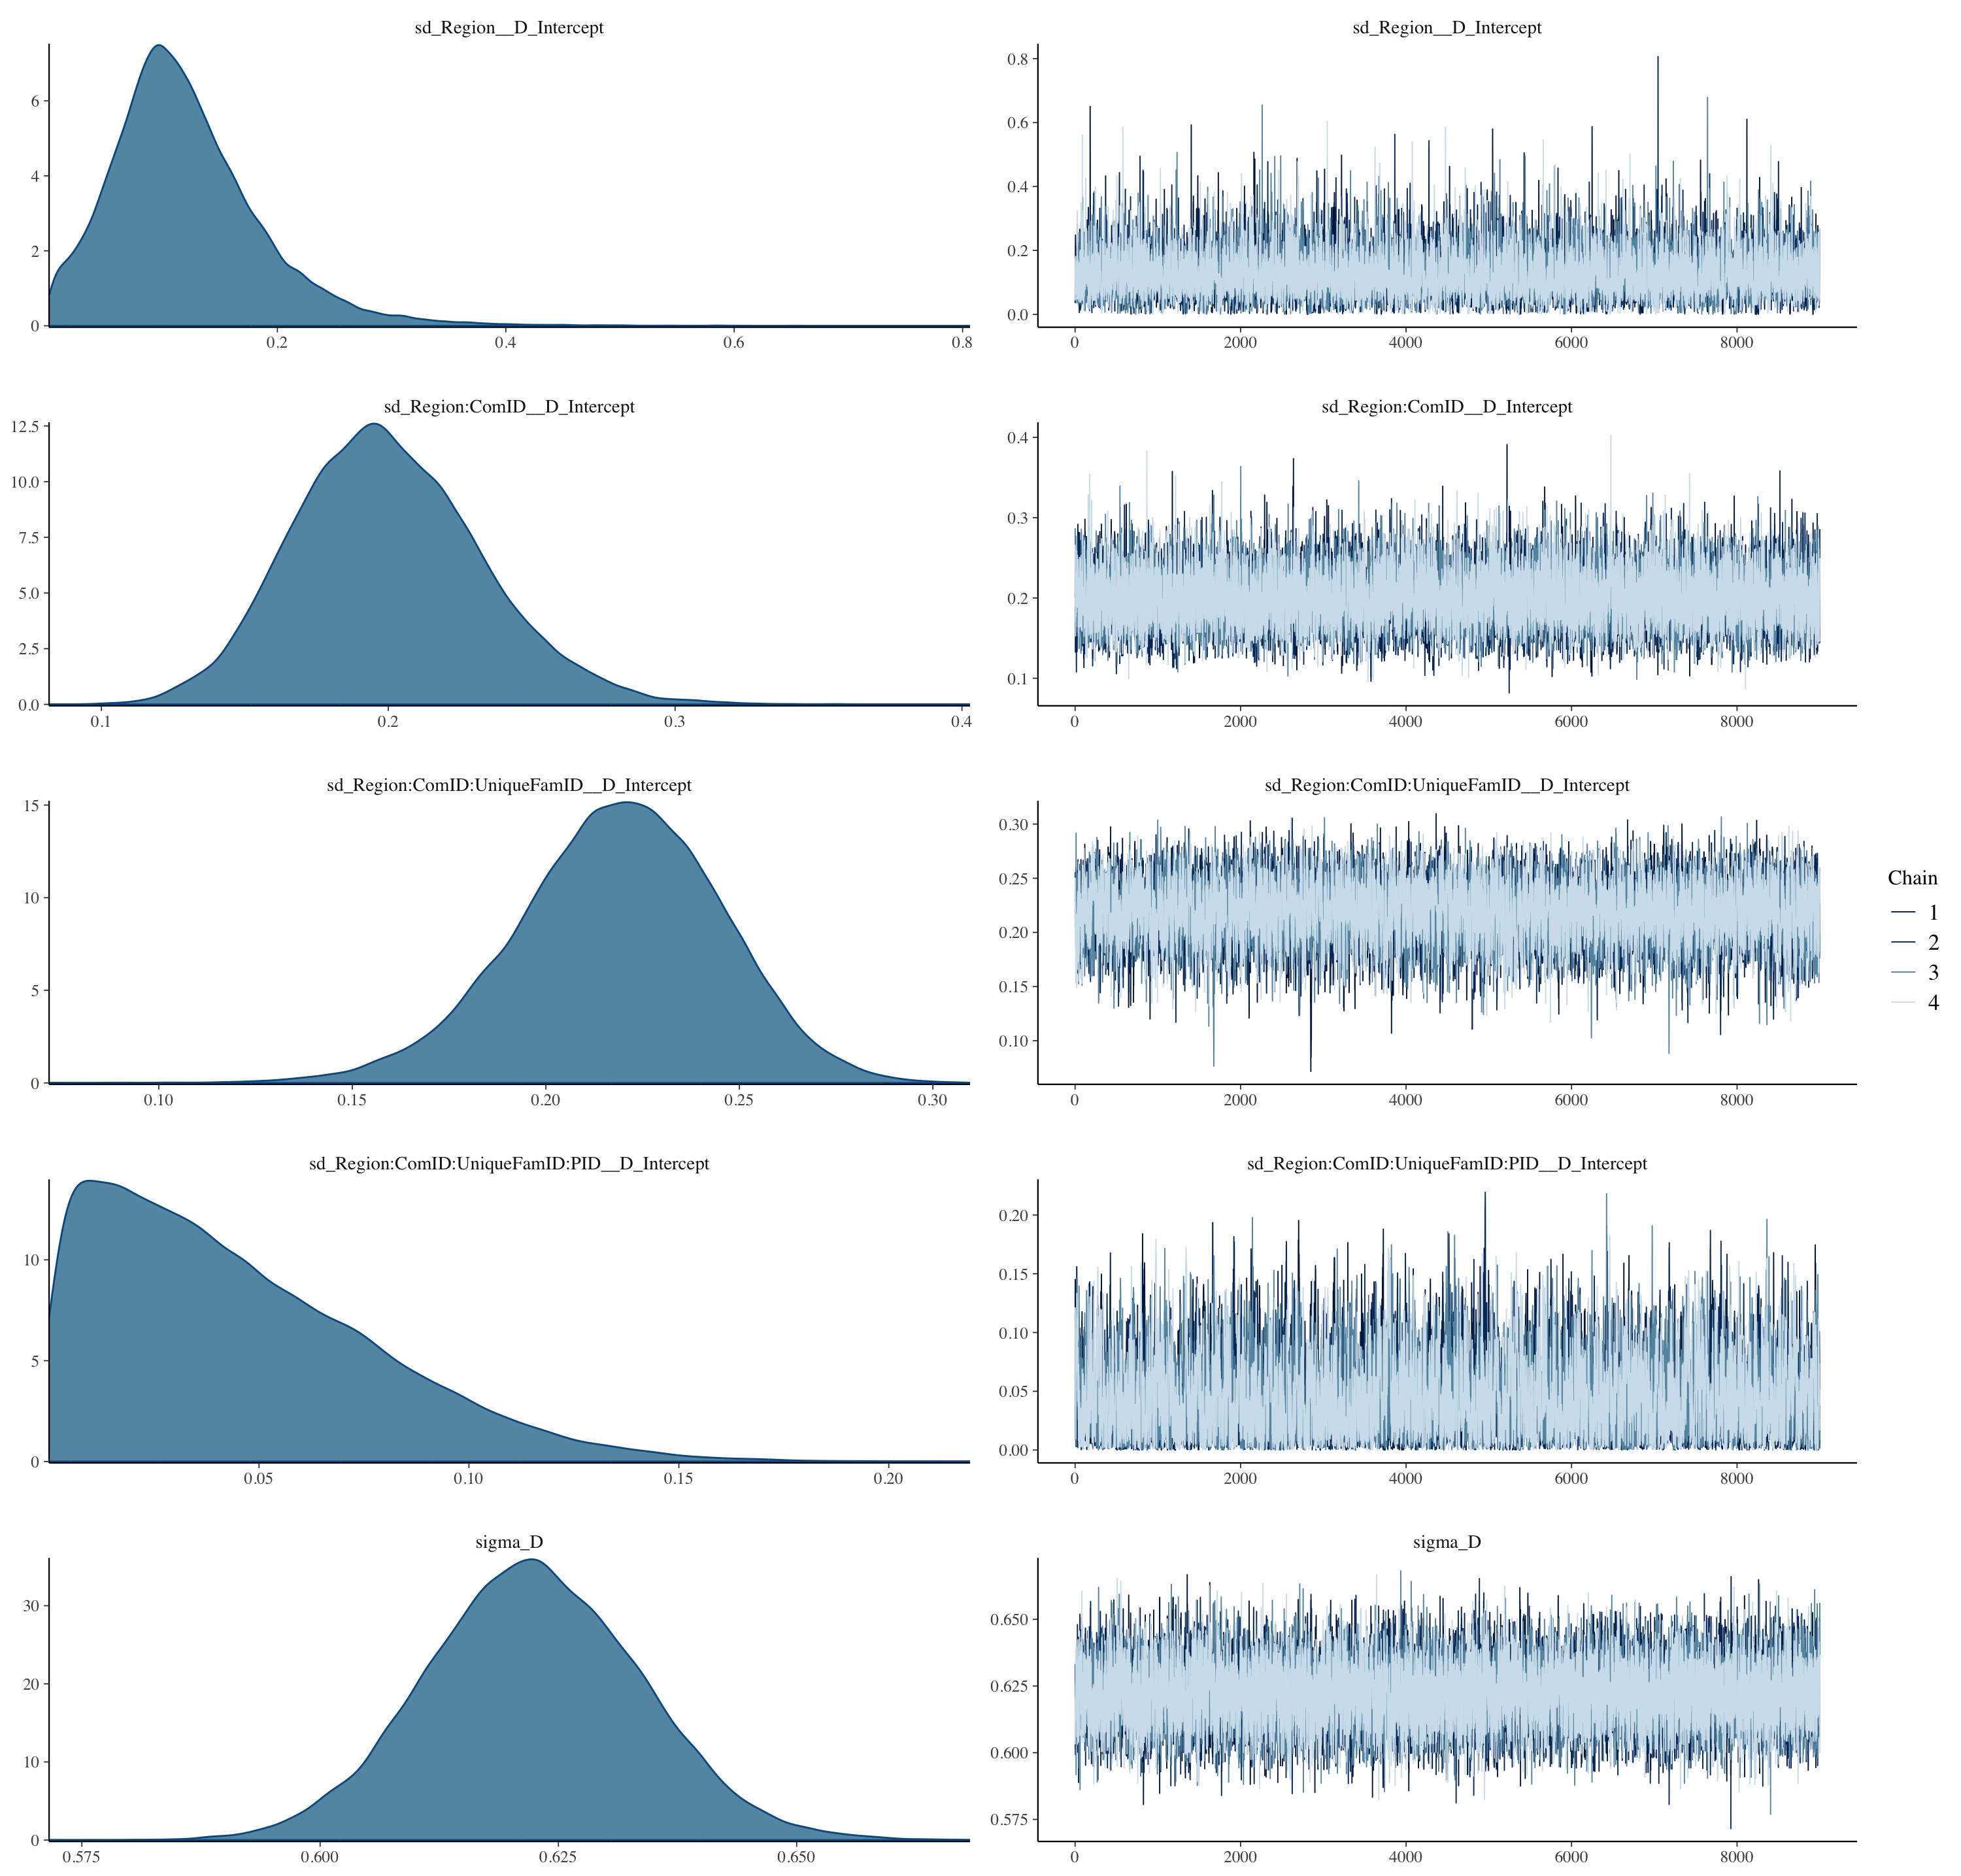 sd_Region__D_Intercept
6
4
2
0
0.2 0.4 0.6 0.8
sd_Region__D_Intercept
0.8
0.6
0.4
0.2
0.0
0 2000 4000 6000 8000
sd_Region:ComID__D_Intercept
12.5
10.0
7.5
5.0
2.5
0.0
0.1 0.2 0.3 0.4
sd_Region:ComID__D_Intercept
0.4
0.3
0.2
0.1
0 2000 4000 6000 8000
sd_Region:ComID:UniqueFamID__D_Intercept
15
10
5
0
0.10 0.15 0.20 0.25 0.30
sd_Region:ComID:UniqueFamID__D_Intercept
0.30
0.25
0.20
0.15
0.10
0 2000 4000 6000 8000
Chain
1
2
3
4
sd_Region:ComID:UniqueFamID:PID__D_Intercept
10
5
0
0.05 0.10 0.15 0.20
sd_Region:ComID:UniqueFamID:PID__D_Intercept
0.20
0.15
0.10
0.05
0.00
0 2000 4000 6000 8000
sigma_D
30
20
10
0
0.575 0.600 0.625 0.650
sigma_D
0.650
0.625
0.600
0.575
0 2000 4000 6000 8000